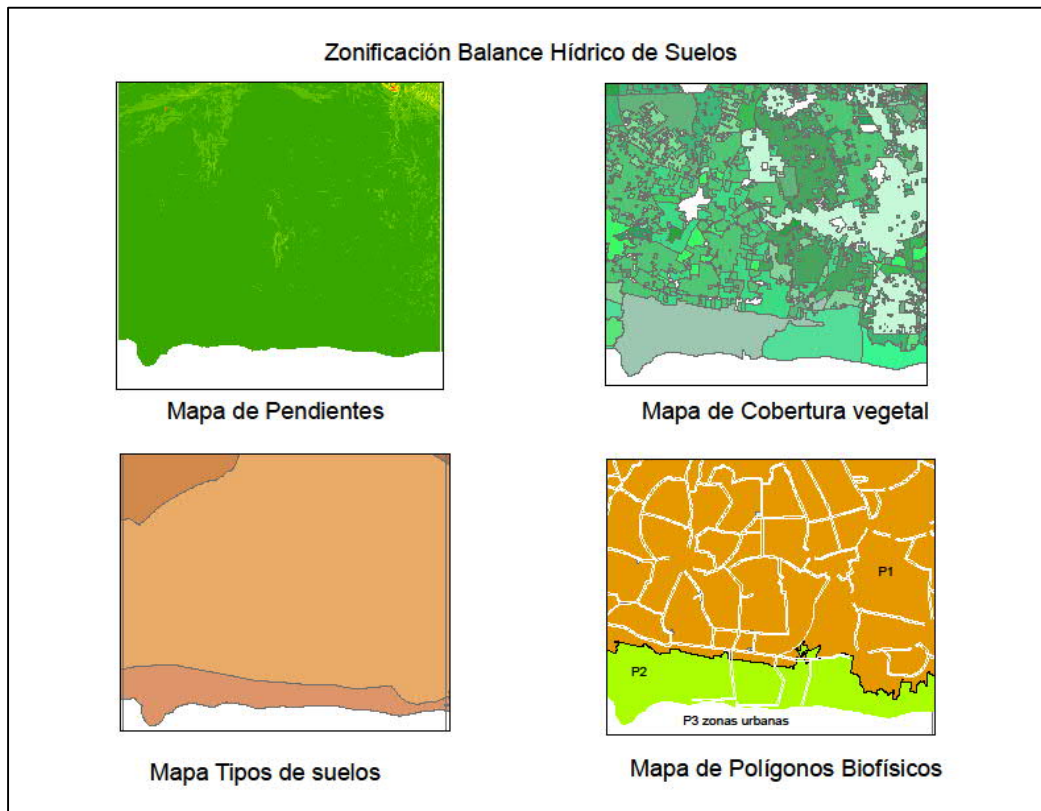 Zonificación Balance Hídrico de Suelos
Mapa de Pendientes
Mapa de Cobertura vegetal
P1
P2
P3 zonas urbanas
Mapa Tipos de suelos
Mapa de Polígonos Biofísicos